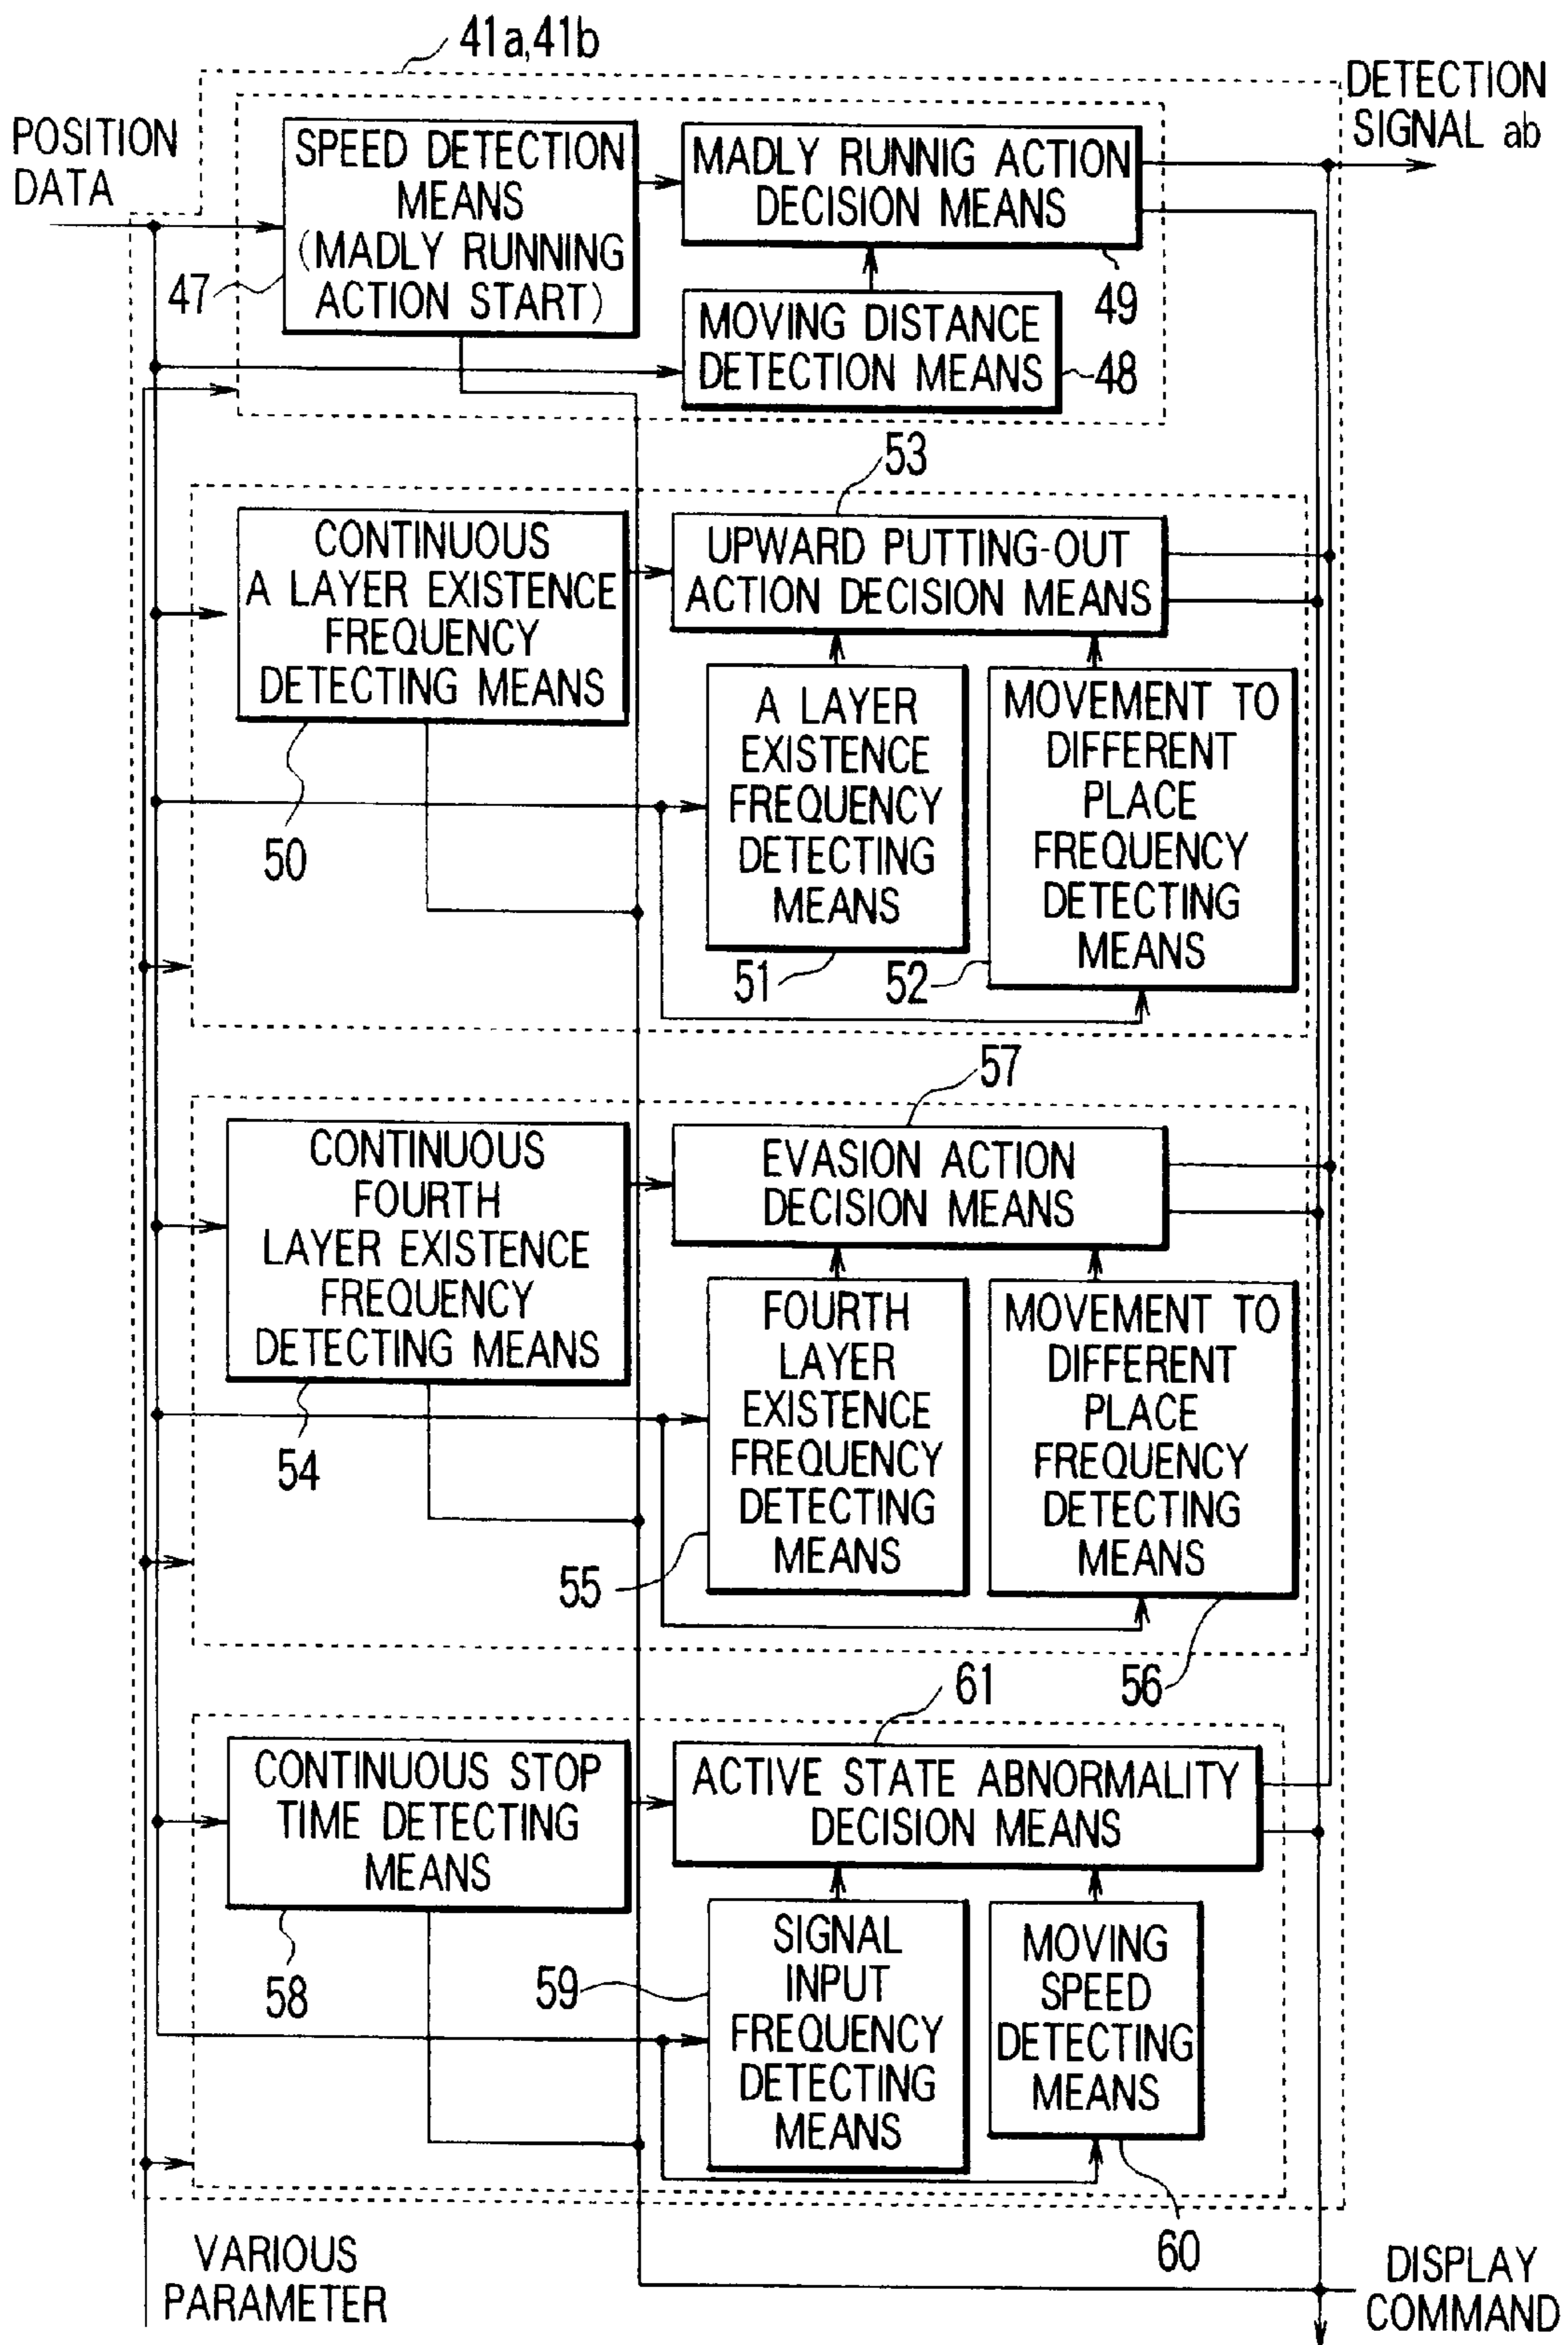 41a,41b
DETECTION
SIGNAL ab
POSITION
DATA
SPEED DETECTION
MEANS
(MADLY RUNNING
ACTION START)
47
MADLY RUNNIG ACTION
DECISION MEANS
49
MOVING DISTANCE
DETECTION MEANS
48
53
CONTINUOUS
A LAYER EXISTENCE
FREQUENCY
DETECTING MEANS
50
UPWARD PUTTING-OUT
ACTION DECISION MEANS
A LAYER
EXISTENCE
FREQUENCY
DETECTING
MEANS
51
MOVEMENT TO
DIFFERENT
PLACE
FREQUENCY
DETECTING
MEANS
52
57
CONTINUOUS
FOURTH
LAYER EXISTENCE
FREQUENCY
DETECTING MEANS
54
EVASION ACTION
DECISION MEANS
FOURTH
LAYER
EXISTENCE
FREQUENCY
DETECTING
MEANS
55
MOVEMENT TO
DIFFERENT
PLACE
FREQUENCY
DETECTING
MEANS
56
61
CONTINUOUS STOP
TIME DETECTING
MEANS
58
ACTIVE STATE ABNORMALITY
DECISION MEANS
SIGNAL
INPUT
FREQUENCY
DETECTING
MEANS
59
MOVING
SPEED
DETECTING
MEANS
60
VARIOUS
PARAMETER
DISPLAY
COMMAND